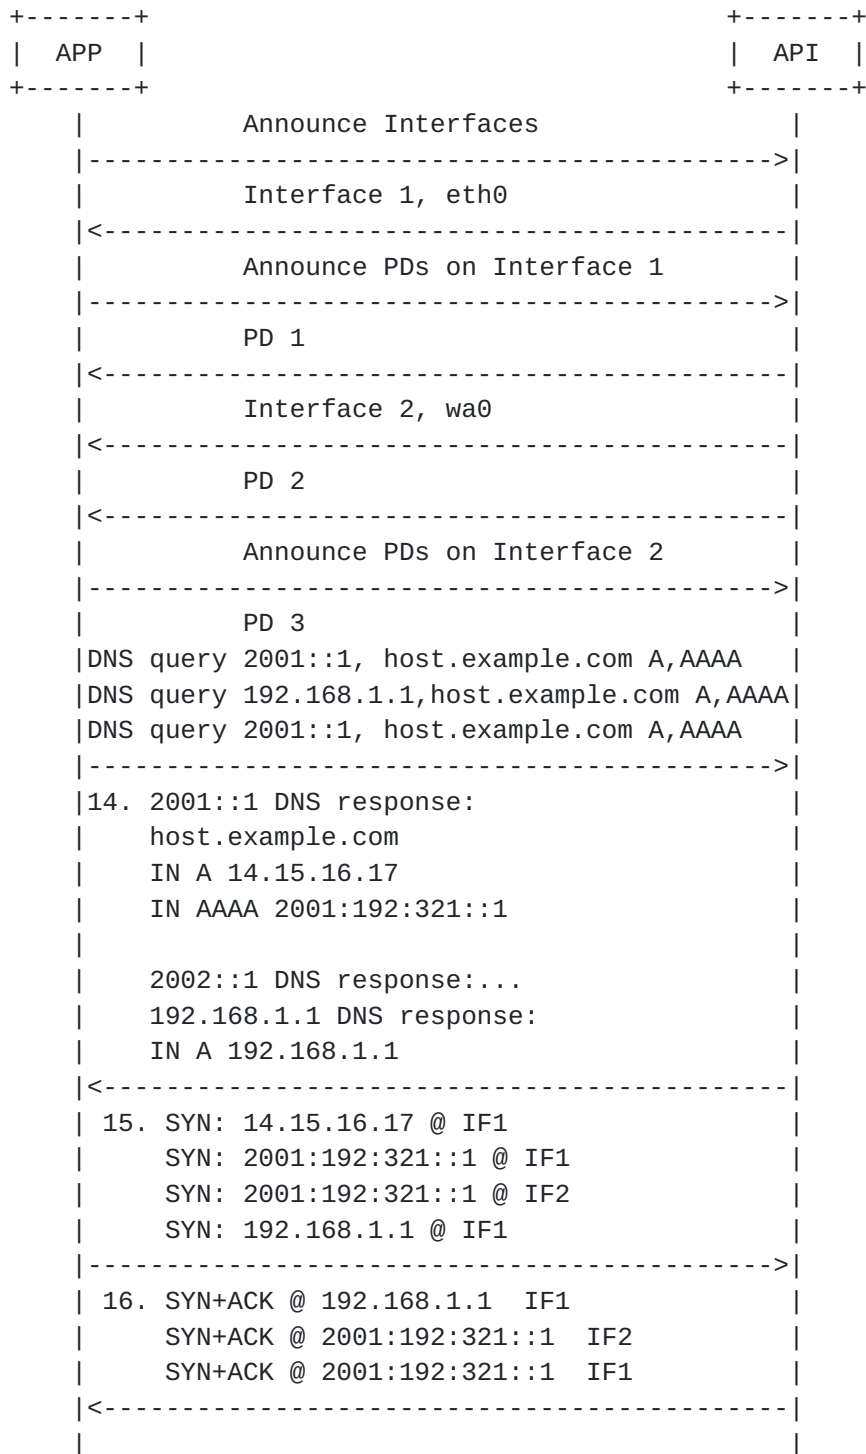 +-------+                                     +-------+
|  APP  |                                     |  API  |
+-------+                                     +-------+
    |          Announce Interfaces                |
    |-------------------------------------------->|
    |          Interface 1, eth0                  |
    |<--------------------------------------------|
    |          Announce PDs on Interface 1        |
    |-------------------------------------------->|
    |          PD 1                               |
    |<--------------------------------------------|
    |          Interface 2, wa0                   |
    |<--------------------------------------------|
    |          PD 2                               |
    |<--------------------------------------------|
    |          Announce PDs on Interface 2        |
    |-------------------------------------------->|
    |          PD 3                               |
    |DNS query 2001::1, host.example.com A,AAAA   |
    |DNS query 192.168.1.1,host.example.com A,AAAA|
    |DNS query 2001::1, host.example.com A,AAAA   |
    |-------------------------------------------->|
    |14. 2001::1 DNS response:                    |
    |    host.example.com                         |
    |    IN A 14.15.16.17                         |
    |    IN AAAA 2001:192:321::1                  |
    |                                             |
    |    2002::1 DNS response:...                 |
    |    192.168.1.1 DNS response:                |
    |    IN A 192.168.1.1                         |
    |<--------------------------------------------|
    | 15. SYN: 14.15.16.17 @ IF1                  |
    |     SYN: 2001:192:321::1 @ IF1              |
    |     SYN: 2001:192:321::1 @ IF2              |
    |     SYN: 192.168.1.1 @ IF1                  |
    |-------------------------------------------->|
    | 16. SYN+ACK @ 192.168.1.1  IF1              |
    |     SYN+ACK @ 2001:192:321::1  IF2          |
    |     SYN+ACK @ 2001:192:321::1  IF1          |
    |<--------------------------------------------|
    |                                             |